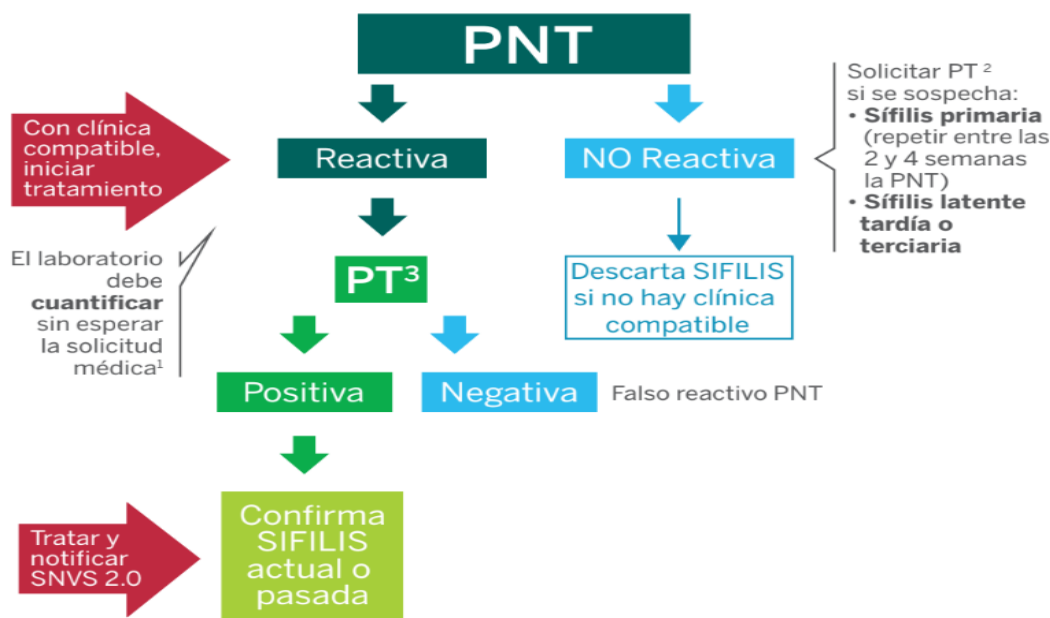 PNT
Con clínica
compatible,
iniciar
tratamiento
Reactiva
NO Reactiva
Solicitar PT ²
si se sospecha:
• Sífilis primaria
(repetir entre las
2 y 4 semanas
la PNT)
• Sífilis latente
tardía o
terciaria
El laboratorio
debe
cuantificar
sin esperar
la solicitud
médica¹
PT³
Descarta SIFILIS
si no hay clínica
compatible
Positiva
Negativa
Falso reactivo PNT
Tratar y
notificar
SNVS 2.0
Confirma
SIFILIS
actual o
pasada